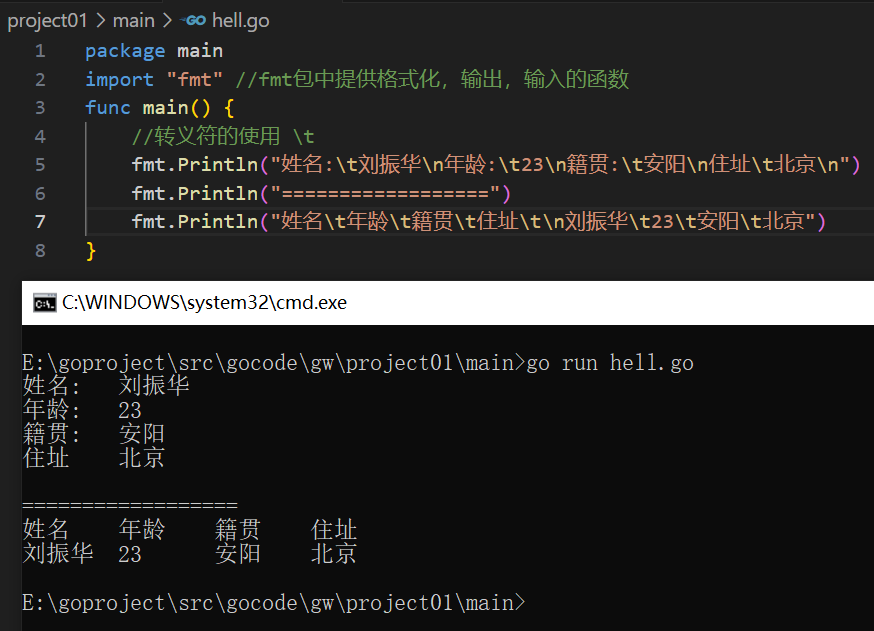 project01 > main > GO hell.go
1 package main
2 import "fmt" //fmt包中提供格式化，输出，输入的函数
3 func main() {
4 //转义符的使用 \t
5 fmt.Println("姓名:\t刘振华\n年龄:\t23\n籍贯:\t安阳\n住址\t北京\n")
6 fmt.Println("==================")
7 fmt.Println("姓名\t年龄\t籍贯\t住址\t\n刘振华\t23\t安阳\t北京")
8 }
C:\WINDOWS\system32\cmd.exe
E:\goproject\src\gocode\gw\project01\main>go run hell.go
姓名: 刘振华
年龄: 23
籍贯: 安阳
住址 北京
==================
姓名 年龄 籍贯 住址
刘振华 23 安阳 北京
E:\goproject\src\gocode\gw\project01\main>